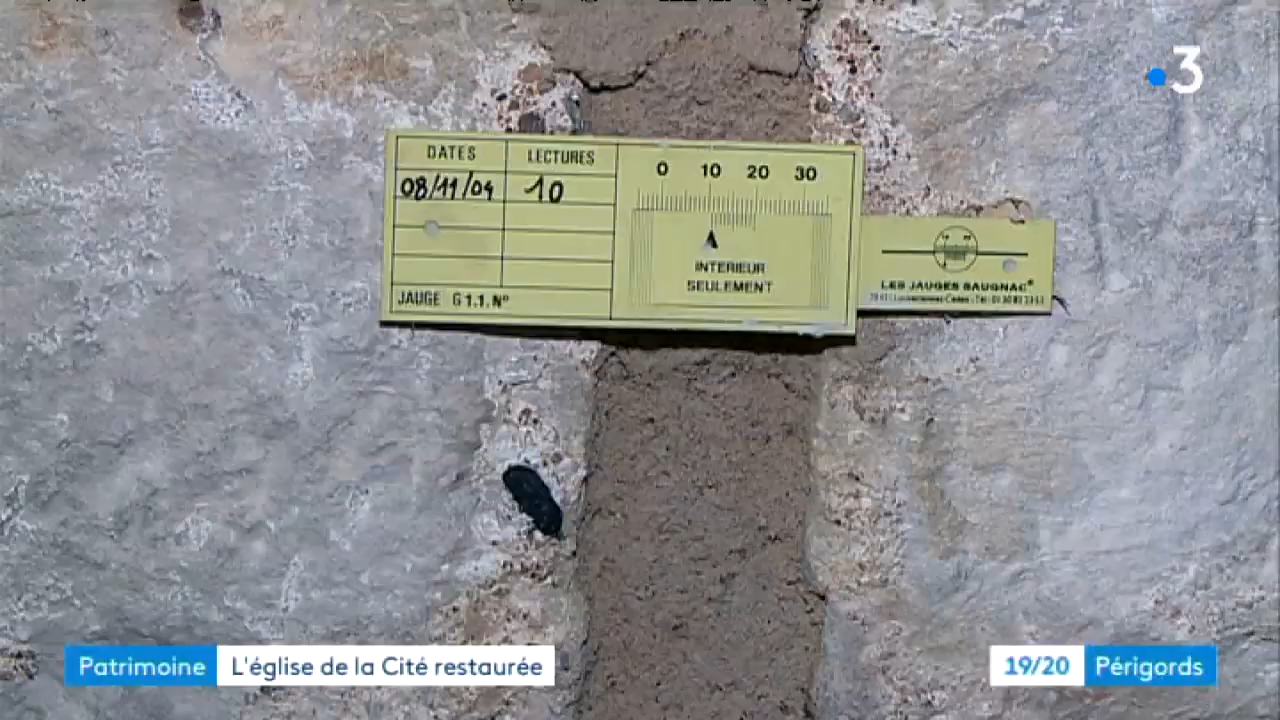 3
DATES LECTURES
0 10 20 30
08/11/04 10
INTERIEUR
SEULEMENT
LES JAUGES SAUGNAC
JAUGE G1.1.N°
Patrimoine L'église de la Cité restaurée
19/20 Périgords